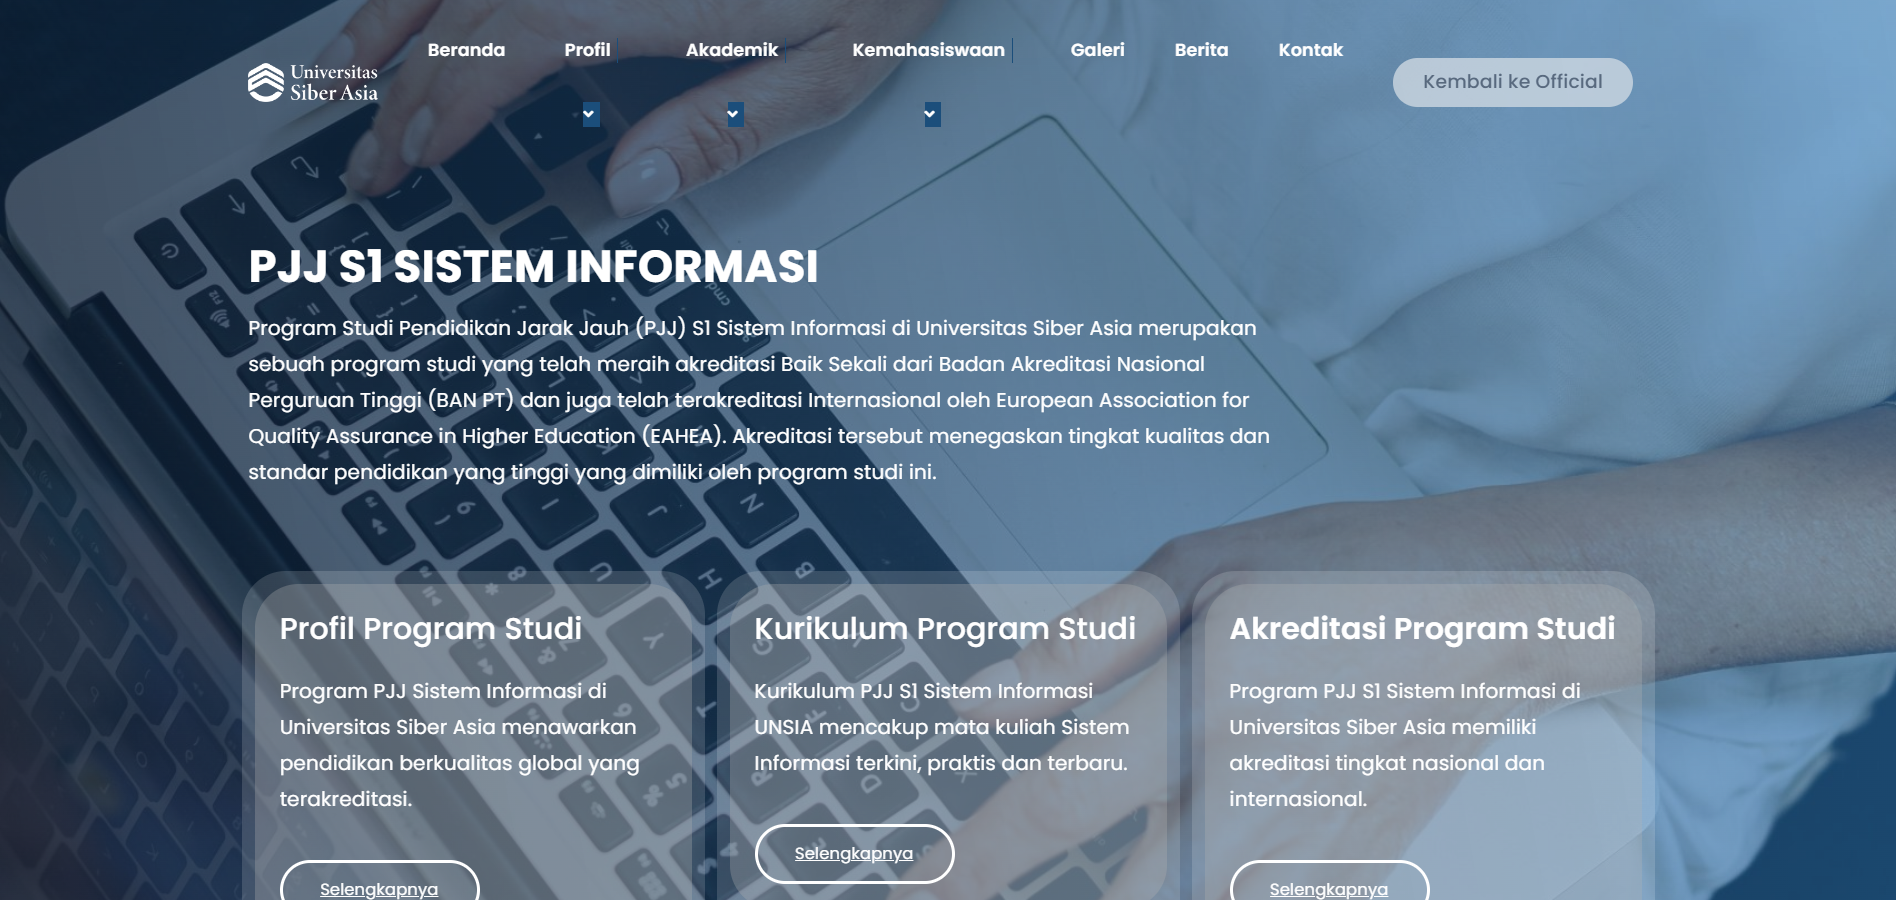 Universitas
Siber Asia
Beranda
Profil
Akademik
Kemahasiswaan
Galeri
Berita
Kontak
Kembali ke Official
PJJ S1 SISTEM INFORMASI
Program Studi Pendidikan Jarak Jauh (PJJ) S1 Sistem Informasi di Universitas Siber Asia merupakan
sebuah program studi yang telah meraih akreditasi Baik Sekali dari Badan Akreditasi Nasional
Perguruan Tinggi (BAN PT) dan juga telah terakreditasi Internasional oleh European Association for
Quality Assurance in Higher Education (EAHEA). Akreditasi tersebut menegaskan tingkat kualitas dan
standar pendidikan yang tinggi yang dimiliki oleh program studi ini.
Profil Program Studi
Program PJJ Sistem Informasi di
Universitas Siber Asia menawarkan
pendidikan berkualitas global yang
terakreditasi.
Selengkapnya
Kurikulum Program Studi
Kurikulum PJJ S1 Sistem Informasi
UNSIA mencakup mata kuliah Sistem
Informasi terkini, praktis dan terbaru.
Selengkapnya
Akreditasi Program Studi
Program PJJ S1 Sistem Informasi di
Universitas Siber Asia memiliki
akreditasi tingkat nasional dan
internasional.
Selengkapnya